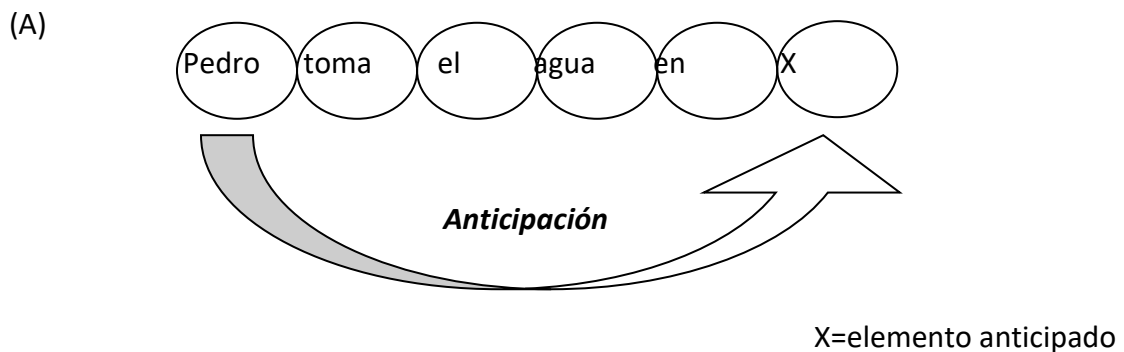 (A)
Pedro toma el agua en X
Anticipación
X=elemento anticipado